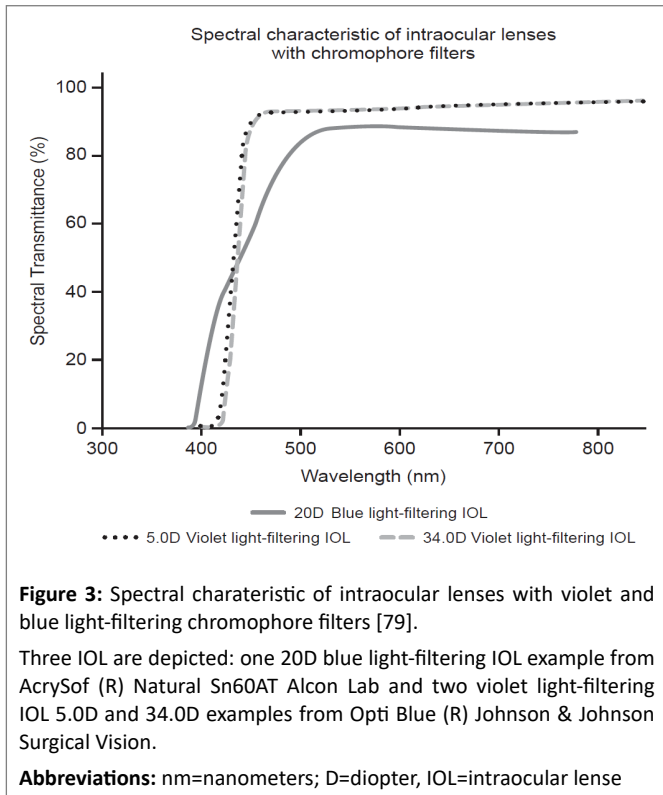 Spectral characteristic of intraocular lenses
with chromophore filters
Spectral Transmittance (%)
100
80
60
40
20
0
300 400 500 600 700 800
Wavelength (nm)
20D Blue light-filtering IOL
5.0D Violet light-filtering IOL 34.0D Violet light-filtering IOL
Figure 3: Spectral charateristic of intraocular lenses with violet and
blue light-filtering chromophore filters [79].
Three IOL are depicted: one 20D blue light-filtering IOL example from
AcrySof (R) Natural Sn60AT Alcon Lab and two violet light-filtering
IOL 5.0D and 34.0D examples from Opti Blue (R) Johnson & Johnson
Surgical Vision.
Abbreviations: nm=nanometers; D=diopter, IOL=intraocular lense